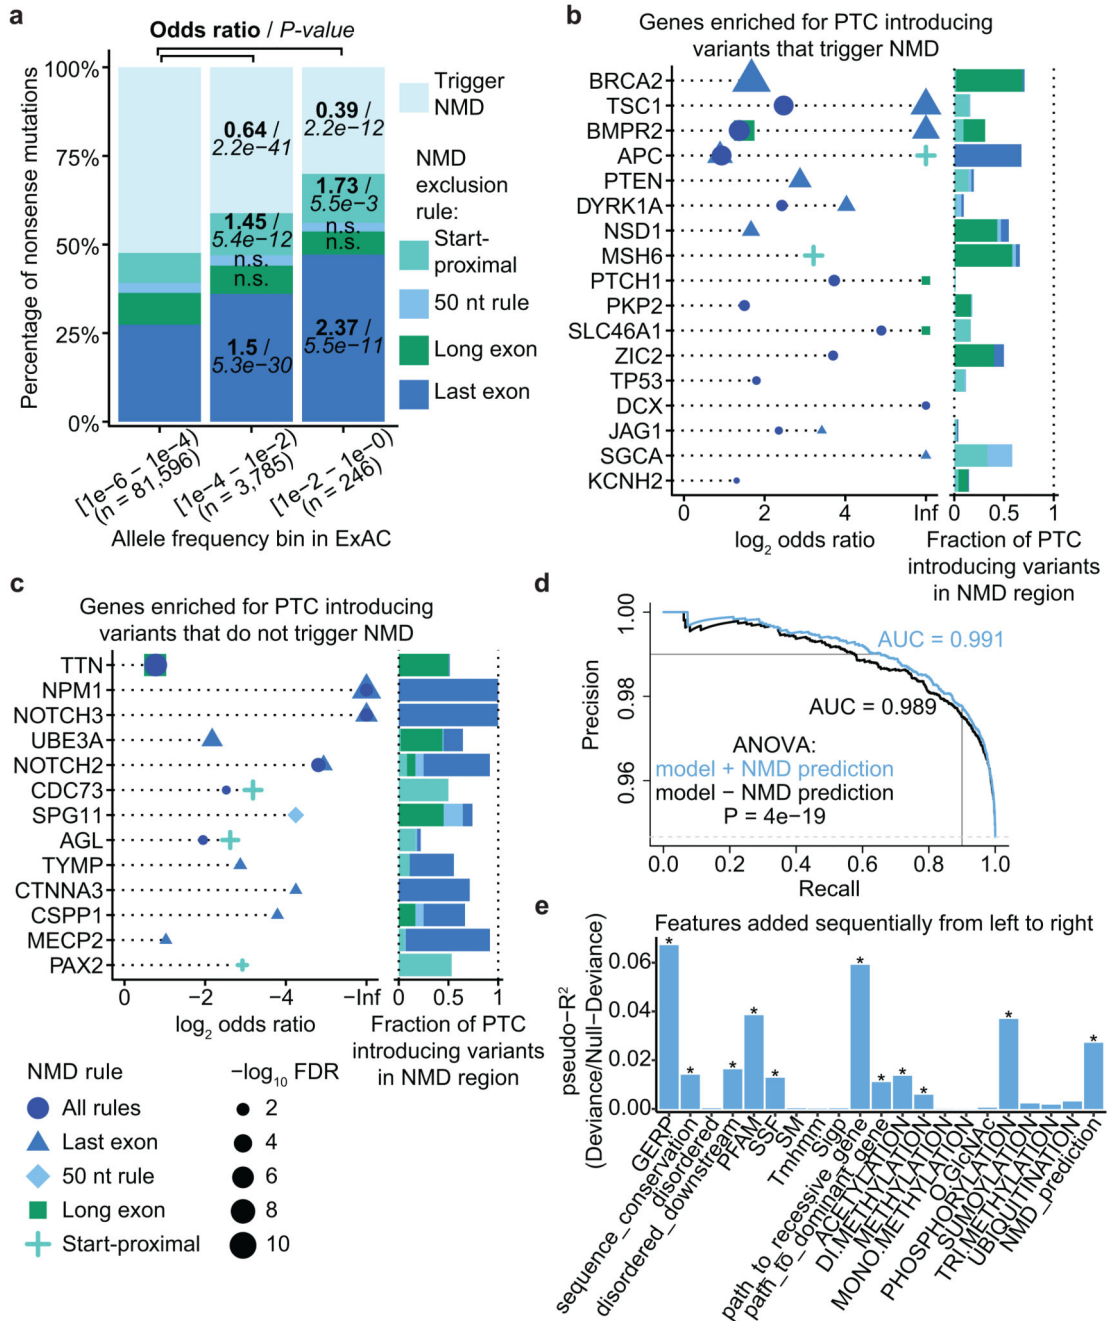 a
Odds ratio / P-value
Percentage of nonsense mutations
100%
75%
50%
25%
0%
0.64 /
2.2e−41
0.39 /
2.2e−12
1.45 /
5.4e−12
n.s.
n.s.
1.73 /
5.5e−3
n.s.
n.s.
1.5 /
5.3e−30
2.37 /
5.5e−11
[1e−6 − 1e−4)
(n = 81,596)
[1e−4 − 1e−2)
(n = 3,785)
[1e−2 − 1e−0)
(n = 246)
Allele frequency bin in ExAC
Trigger
NMD
NMD
exclusion
rule:
Start-
proximal
50 nt rule
Long exon
Last exon
b
Genes enriched for PTC introducing
variants that trigger NMD
BRCA2
TSC1
BMPR2
APC
PTEN
DYRK1A
NSD1
MSH6
PTCH1
PKP2
SLC46A1
ZIC2
TP53
DCX
JAG1
SGCA
KCNH2
0 2 4 Inf
log2 odds ratio
0 0.5 1
Fraction of PTC
introducing variants
in NMD region
c
Genes enriched for PTC introducing
variants that do not trigger NMD
TTN
NPM1
NOTCH3
UBE3A
NOTCH2
CDC73
SPG11
AGL
TYMP
CTNNA3
CSPP1
MECP2
PAX2
0 −2 −4 −Inf
log2 odds ratio
0 0.5 1
Fraction of PTC
introducing variants
in NMD region
NMD rule
All rules
Last exon
50 nt rule
Long exon
Start−proximal
−log10 FDR
2
4
6
8
10
d
Precision
1.00
0.98
0.96
AUC = 0.991
AUC = 0.989
ANOVA:
model + NMD prediction
model − NMD prediction
P = 4e−19
0.0 0.2 0.4 0.6 0.8 1.0
Recall
e
Features added sequentially from left to right
pseudo−R2
(Deviance/Null−Deviance)
0.06
0.04
0.02
0.00
* * * * * * * * * * *
GERP
sequence_conservation
disordered
disordered_downstream
PFAM
SSF
SM
Tmhmm
Sigp
path_to_recessive_gene
path_to_dominant_gene
ACETYLATION
DI.METHYLATION
METHYLATION
MONO.METHYLATION
O.GlcNAc
PHOSPHORYLATION
SUMOYLATION
TRI.METHYLATION
UBIQUITINATION
NMD_prediction